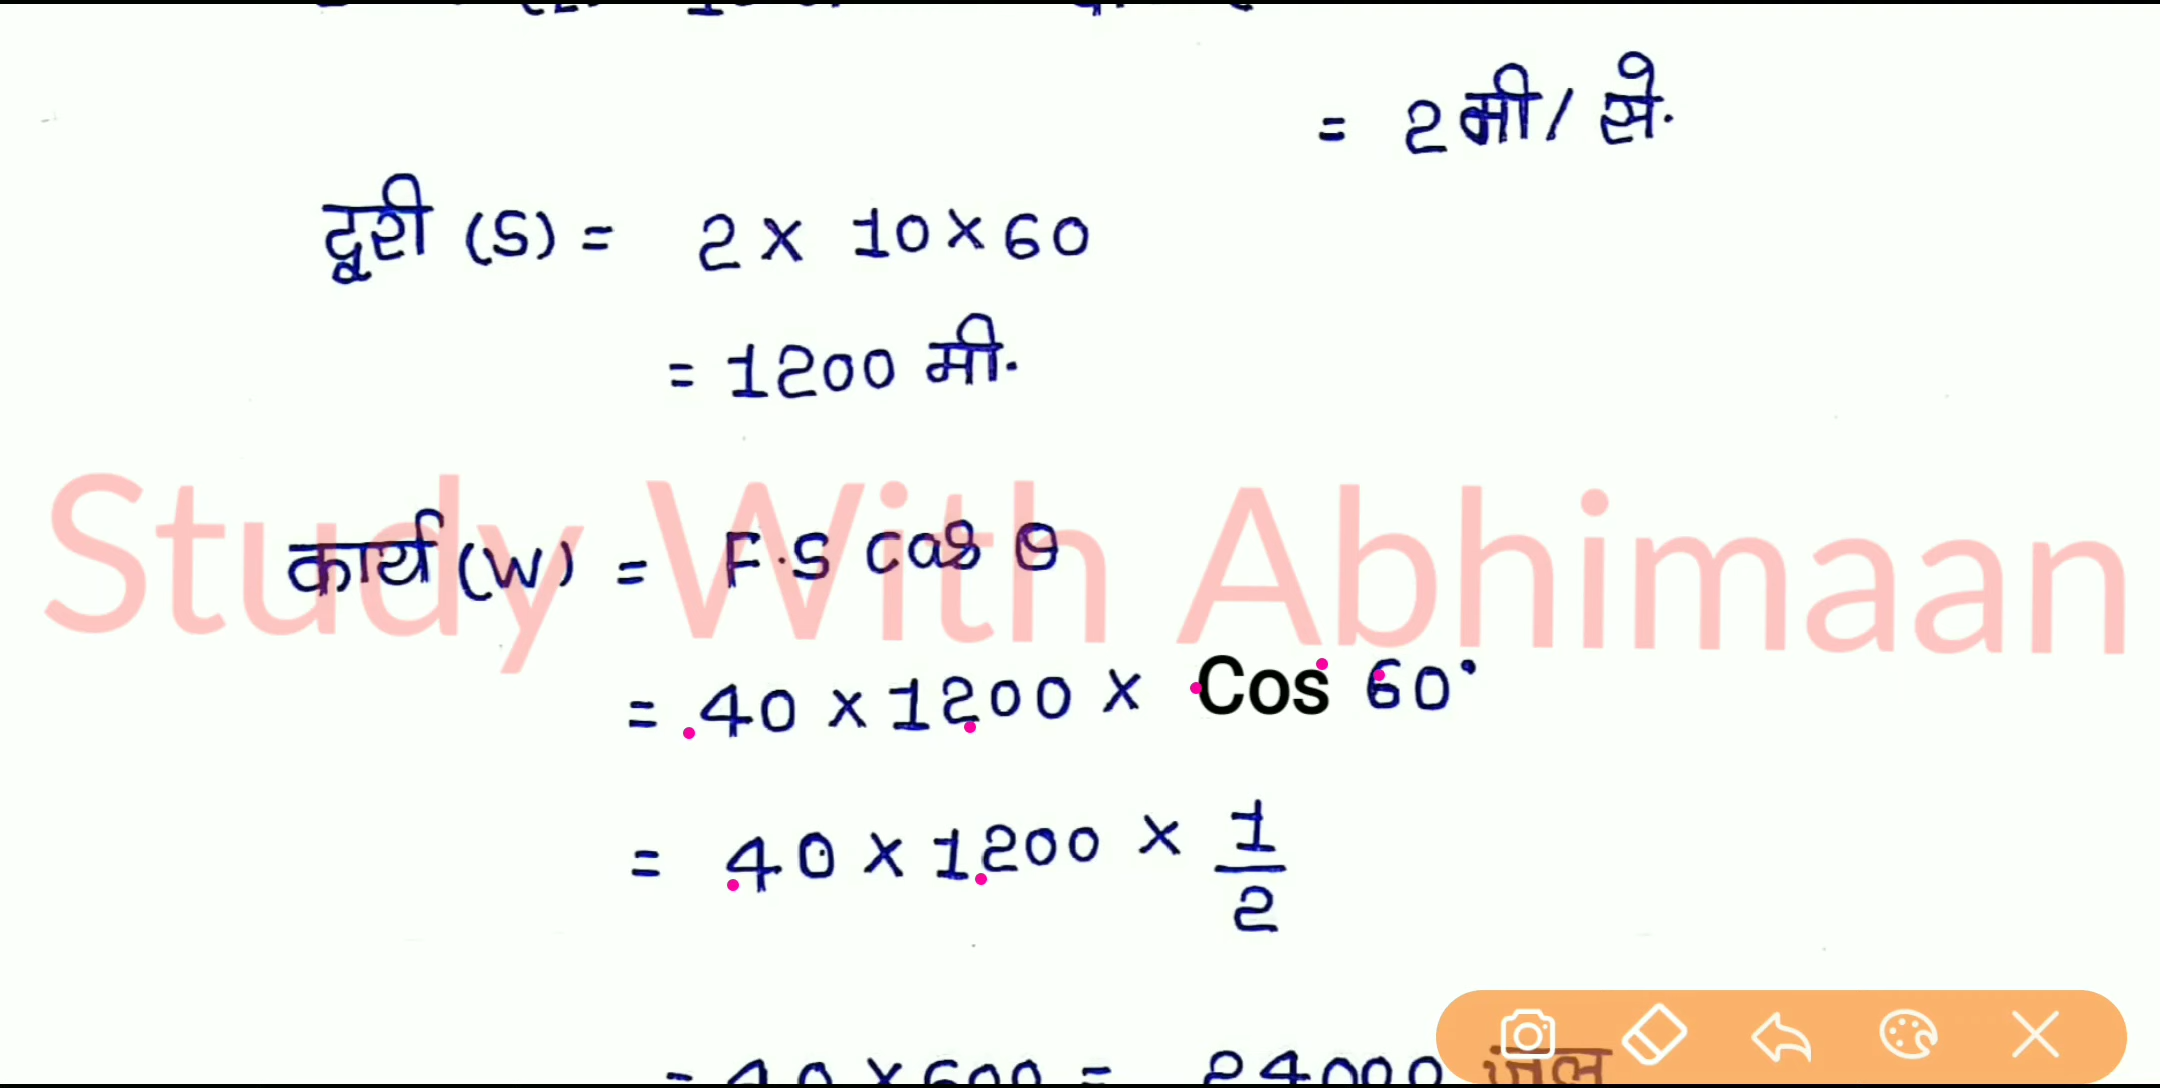 = 2 मी/ से.
दूरी (S) = 2 x 10 x 60
= 1200 मी.
Study With Abhimaan
कार्य (W) = F.S cos θ
= 40 x 1200 x Cos 60°
= 40 x 1200 x 1/2
= 40 x 600 = 24000 जूल